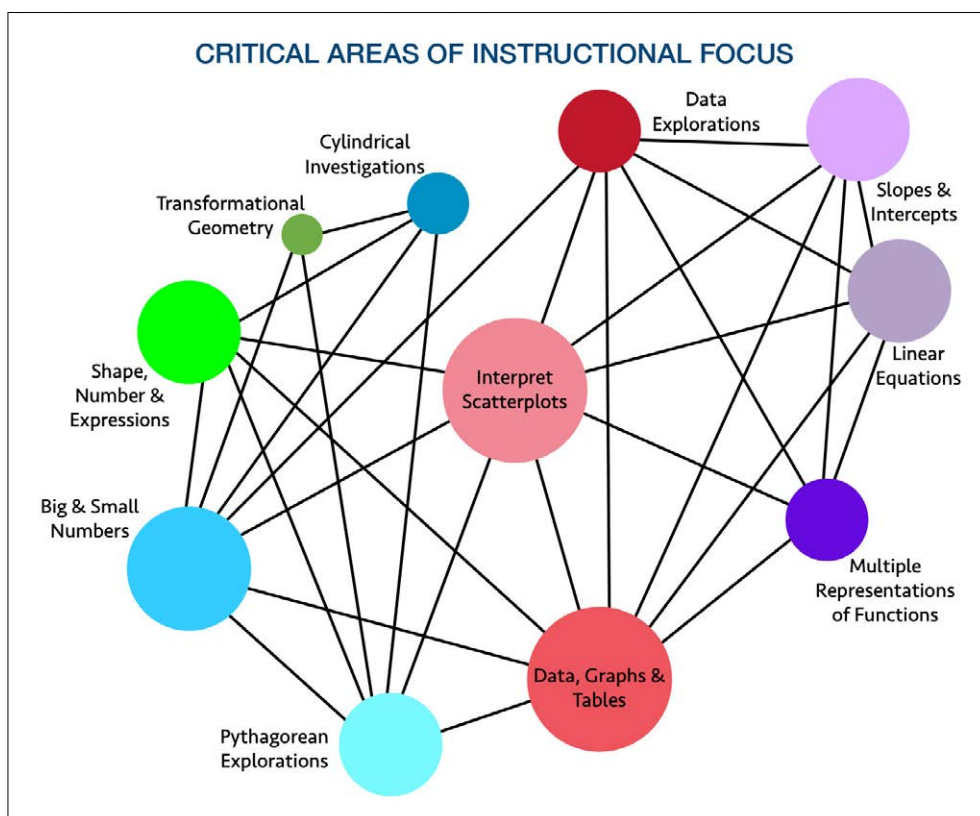 CRITICAL AREAS OF INSTRUCTIONAL FOCUS
Data
Explorations
Cylindrical
Investigations
Transformational
Geometry
Slopes &
Intercepts
Shape,
Number &
Expressions
Interpret
Scatterplots
Linear
Equations
Big & Small
Numbers
Multiple
Representations
of Functions
Data, Graphs &
Tables
Pythagorean
Explorations